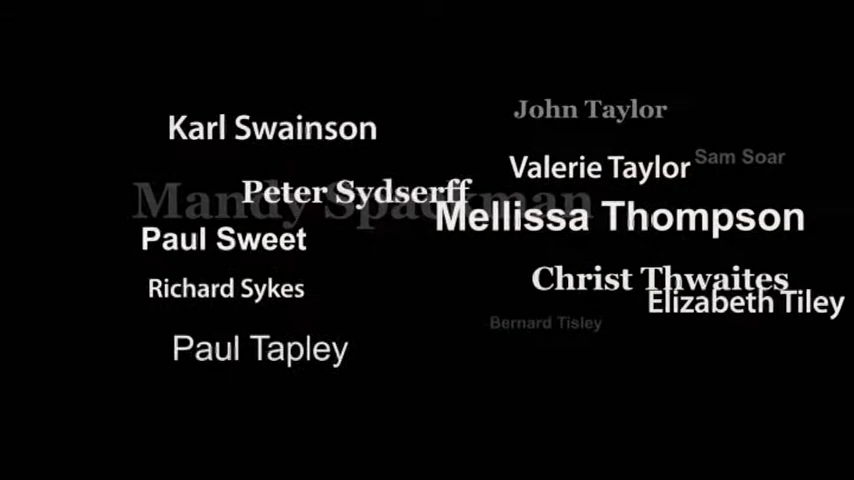 John Taylor
Karl Swainson
Sam Soar
Valerie Taylor
Peter Sydserff
Mandy Spackman
Mellissa Thompson
Paul Sweet
Christ Thwaites
Richard Sykes
Elizabeth Tiley
Bernard Tisley
Paul Tapley